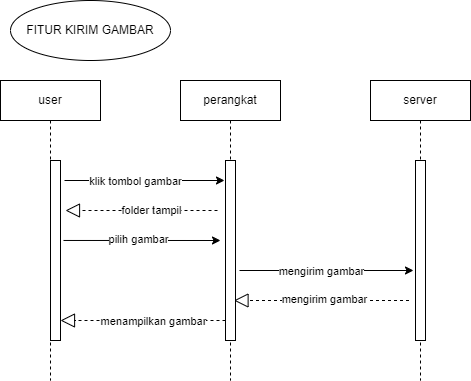 FITUR KIRIM GAMBAR
user
perangkat
server
klik tombol gambar
folder tampil
pilih gambar
mengirim gambar
mengirim gambar
menampilkan gambar